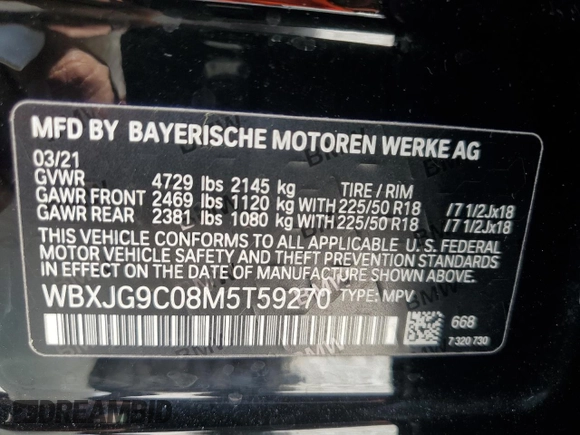 MFD BY BAYERISCHE MOTOREN WERKE AG
03/21
GVWR 4729 lbs 2145 kg TIRE / RIM
GAWR FRONT 2469 lbs 1120 kg WITH 225/50 R18 / 7 1/2Jx18
GAWR REAR 2381 lbs 1080 kg WITH 225/50 R18 / 7 1/2Jx18
THIS VEHICLE CONFORMS TO ALL APPLICABLE U. S. FEDERAL
MOTOR VEHICLE SAFETY AND THEFT PREVENTION STANDARDS
IN EFFECT ON THE DATE OF MANUFACTURE SHOWN ABOVE.
WBXJG9C08M5T59270 TYPE: MPV
668
7 320 730
DREAMBID